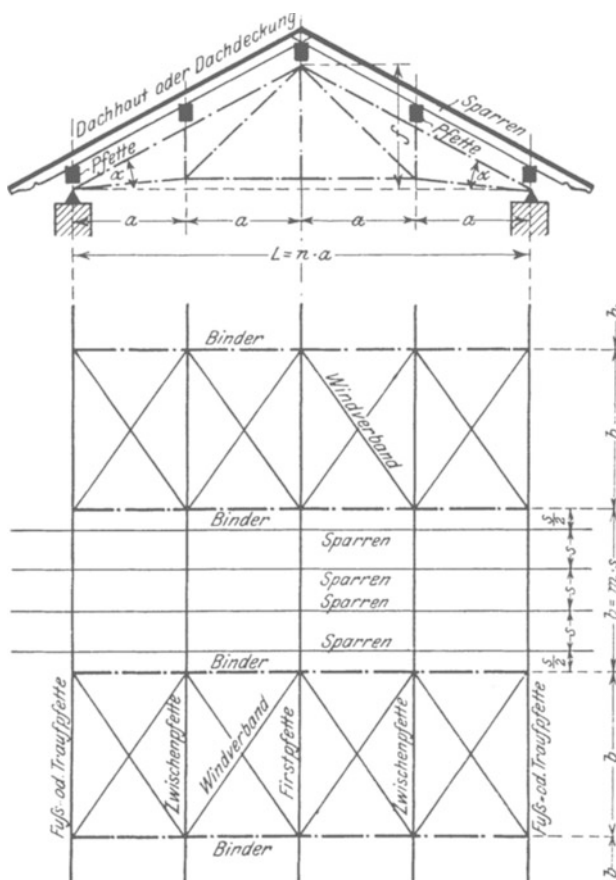 Dachhaut oder Dachdeckung
Sparren
Pfette
Pfette
f
α
α
a
a
a
a
L = n · a
Binder
b
Windverband
b
Binder
s/2
Sparren
s
Sparren
s
Sparren
b = m · s
s
Sparren
Binder
s/2
Fuß- od. Traufpfette
Zwischenpfette
Windverband
Firstpfette
Zwischenpfette
Fuß- od. Traufpfette
b
Binder
b